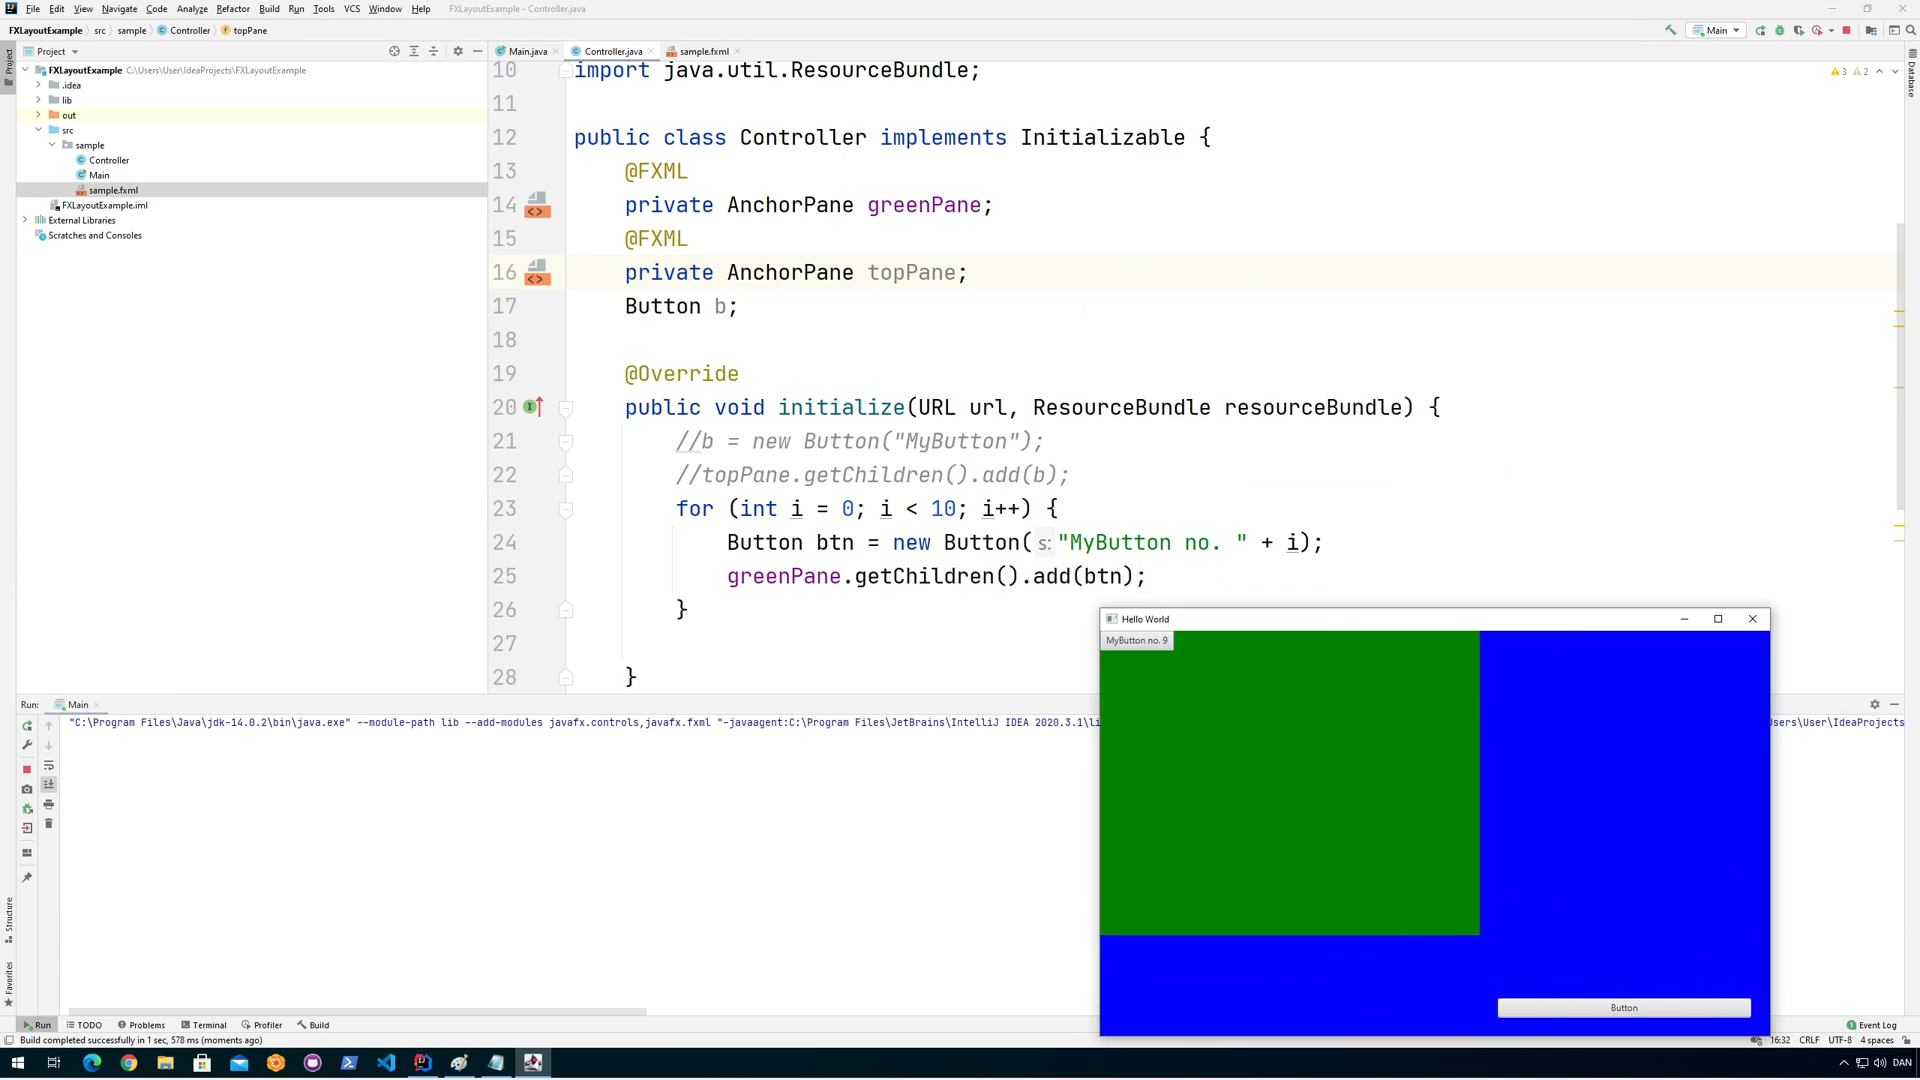 File Edit View Navigate Code Analyze Refactor Build Run Tools VCS Window Help FXLayoutExample - Controller.java
FXLayoutExample src sample Controller topPane
Main
Project
Main.java Controller.java sample.fxml
FXLayoutExample C:\Users\User\IdeaProjects\FXLayoutExample
.idea
lib
out
src
sample
Controller
Main
sample.fxml
FXLayoutExample.iml
External Libraries
Scratches and Consoles
Project
Structure
Favorites
Database
3 2
10 import java.util.ResourceBundle;
11
12 public class Controller implements Initializable {
13 @FXML
14 private AnchorPane greenPane;
15 @FXML
16 private AnchorPane topPane;
17 Button b;
18
19 @Override
20 public void initialize(URL url, ResourceBundle resourceBundle) {
21 //b = new Button("MyButton");
22 //topPane.getChildren().add(b);
23 for (int i = 0; i < 10; i++) {
24 Button btn = new Button( s: "MyButton no. " + i);
25 greenPane.getChildren().add(btn);
26 }
27
28 }
Hello World
MyButton no. 9
Button
Run: Main
"C:\Program Files\Java\jdk-14.0.2\bin\java.exe" --module-path lib --add-modules javafx.controls,javafx.fxml "-javaagent:C:\Program Files\JetBrains\IntelliJ IDEA 2020.3.1\li
sers\User\IdeaProjects
Run TODO Problems Terminal Profiler Build
1 Event Log
Build completed successfully in 1 sec, 578 ms (moments ago)
16:32 CRLF UTF-8 4 spaces
DAN